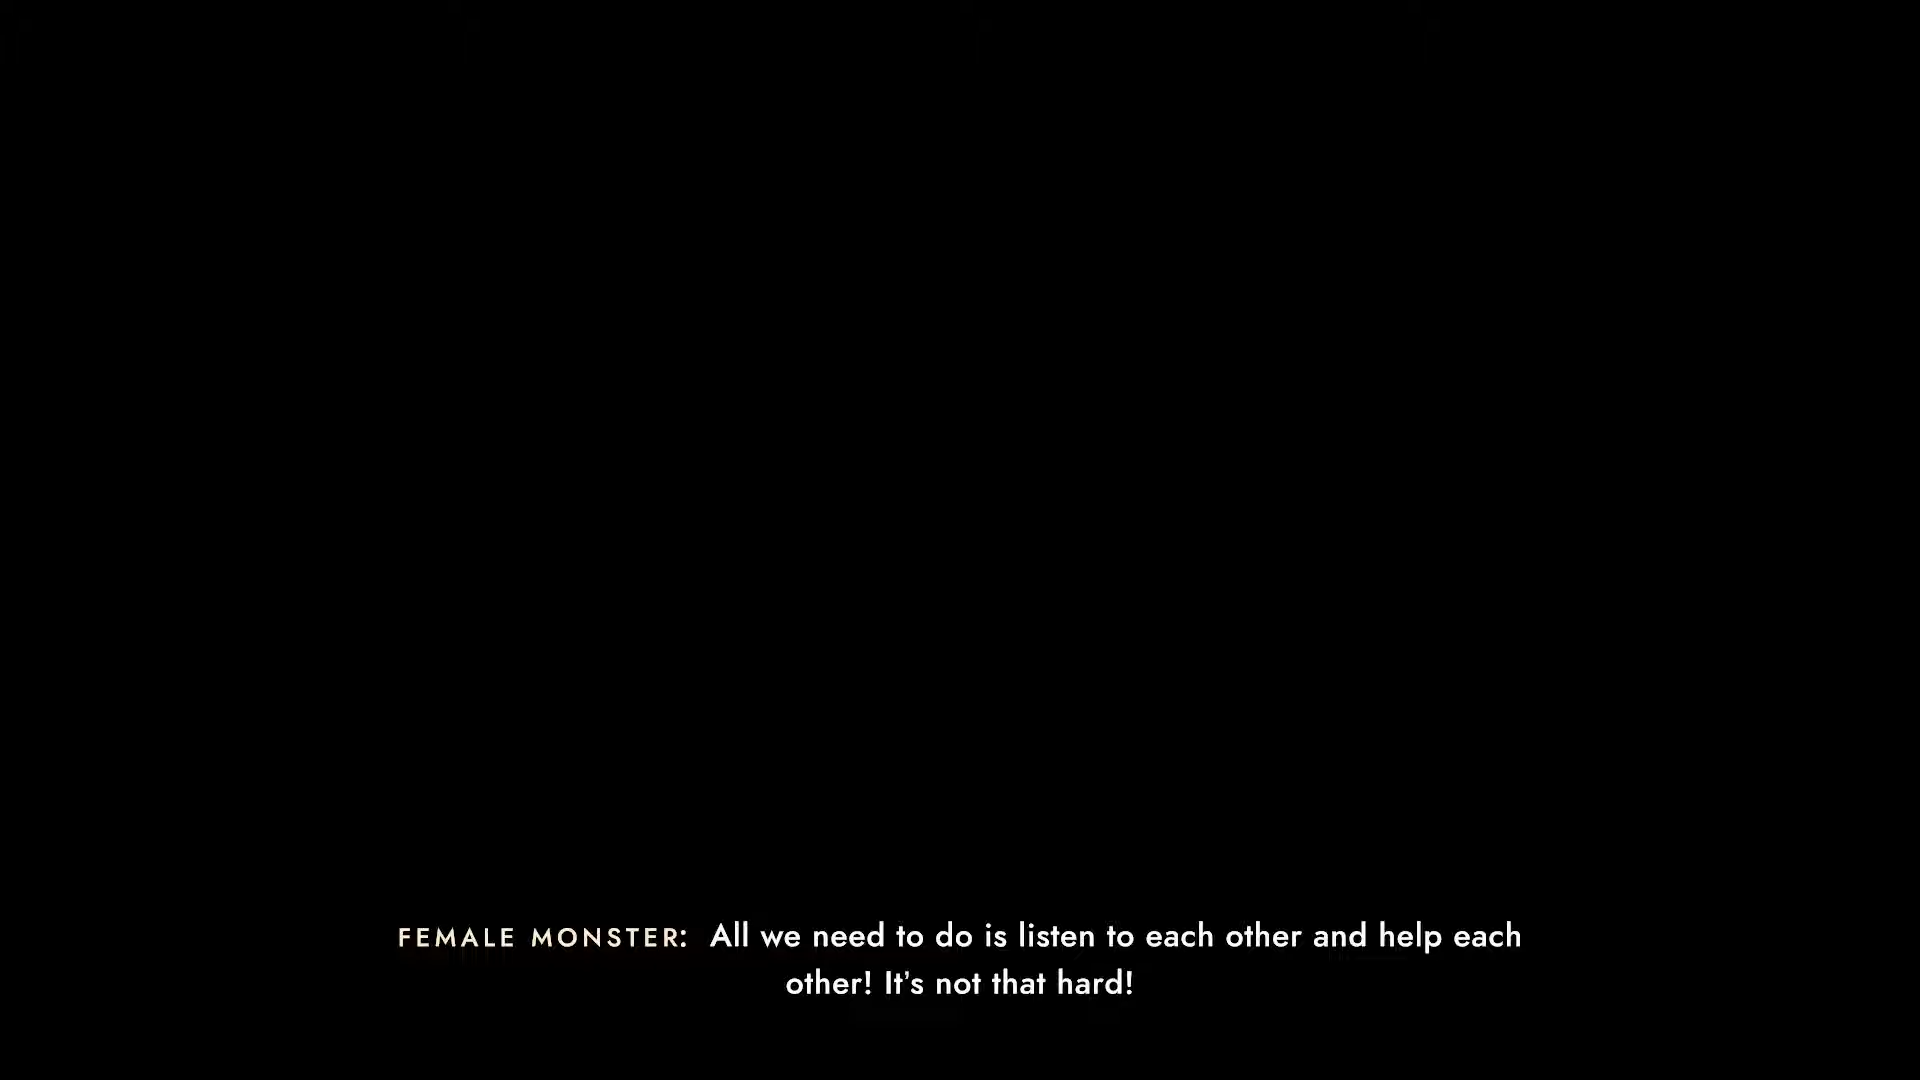 FEMALE MONSTER: All we need to do is listen to each other and help each
other! It's not that hard!